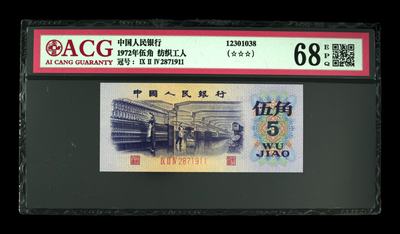 ACG
AI CANG GUARANTY
中国人民银行
1972年伍角 纺织工人
冠号： IX II IV 2871911
12301038
(☆☆☆)
68 EPQ
中国人民银行
伍角
5
WU
JIAO
IX II IV 2871911